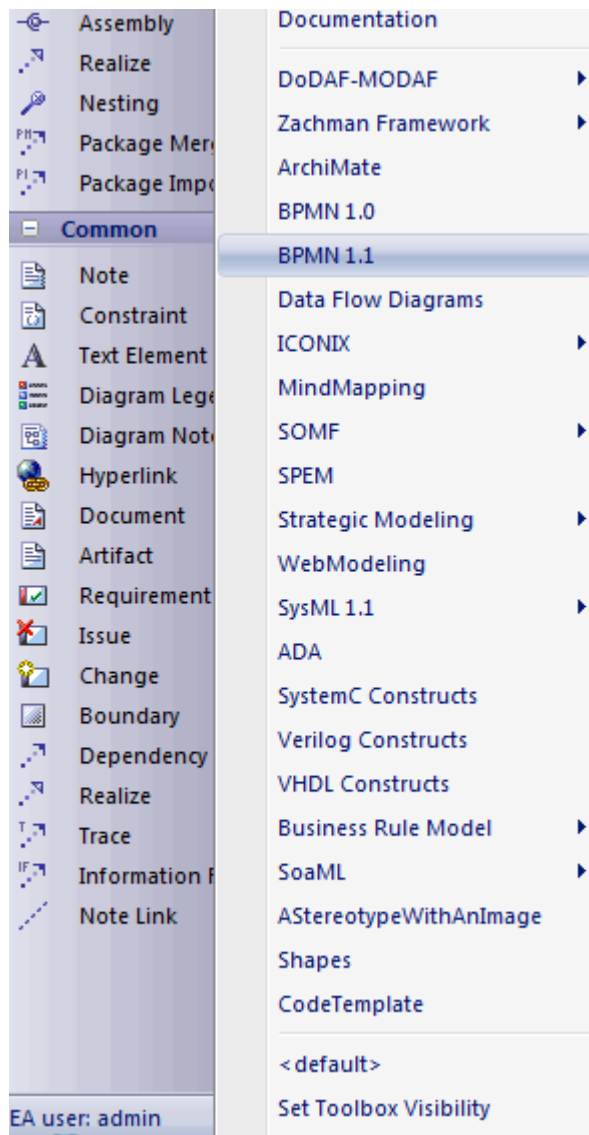 Assembly
Realize
Nesting
Package Mer
Package Impo
Common
Note
Constraint
Text Element
Diagram Lege
Diagram Note
Hyperlink
Document
Artifact
Requirement
Issue
Change
Boundary
Dependency
Realize
Trace
Information F
Note Link
EA user: admin
Documentation
DoDAF-MODAF
Zachman Framework
ArchiMate
BPMN 1.0
BPMN 1.1
Data Flow Diagrams
ICONIX
MindMapping
SOMF
SPEM
Strategic Modeling
WebModeling
SysML 1.1
ADA
SystemC Constructs
Verilog Constructs
VHDL Constructs
Business Rule Model
SoaML
AStereotypeWithAnImage
Shapes
CodeTemplate
<default>
Set Toolbox Visibility